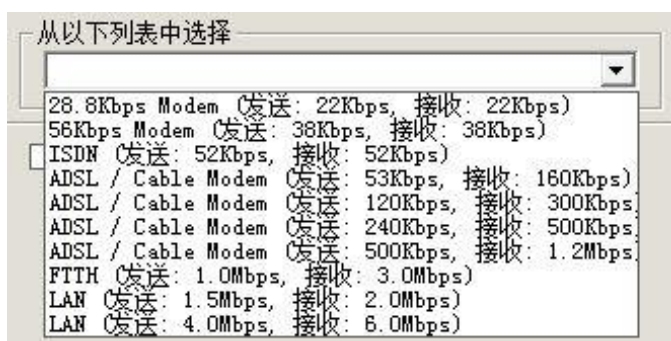 从以下列表中选择
28.8Kbps Modem (发送: 22Kbps, 接收: 22Kbps)
56Kbps Modem (发送: 38Kbps, 接收: 38Kbps)
ISDN (发送: 52Kbps, 接收: 52Kbps)
ADSL / Cable Modem (发送: 53Kbps, 接收: 160Kbps)
ADSL / Cable Modem (发送: 120Kbps, 接收: 300Kbps
ADSL / Cable Modem (发送: 240Kbps, 接收: 500Kbps
ADSL / Cable Modem (发送: 500Kbps, 接收: 1.2Mbps
FTTH (发送: 1.0Mbps, 接收: 3.0Mbps)
LAN (发送: 1.5Mbps, 接收: 2.0Mbps)
LAN (发送: 4.0Mbps, 接收: 6.0Mbps)